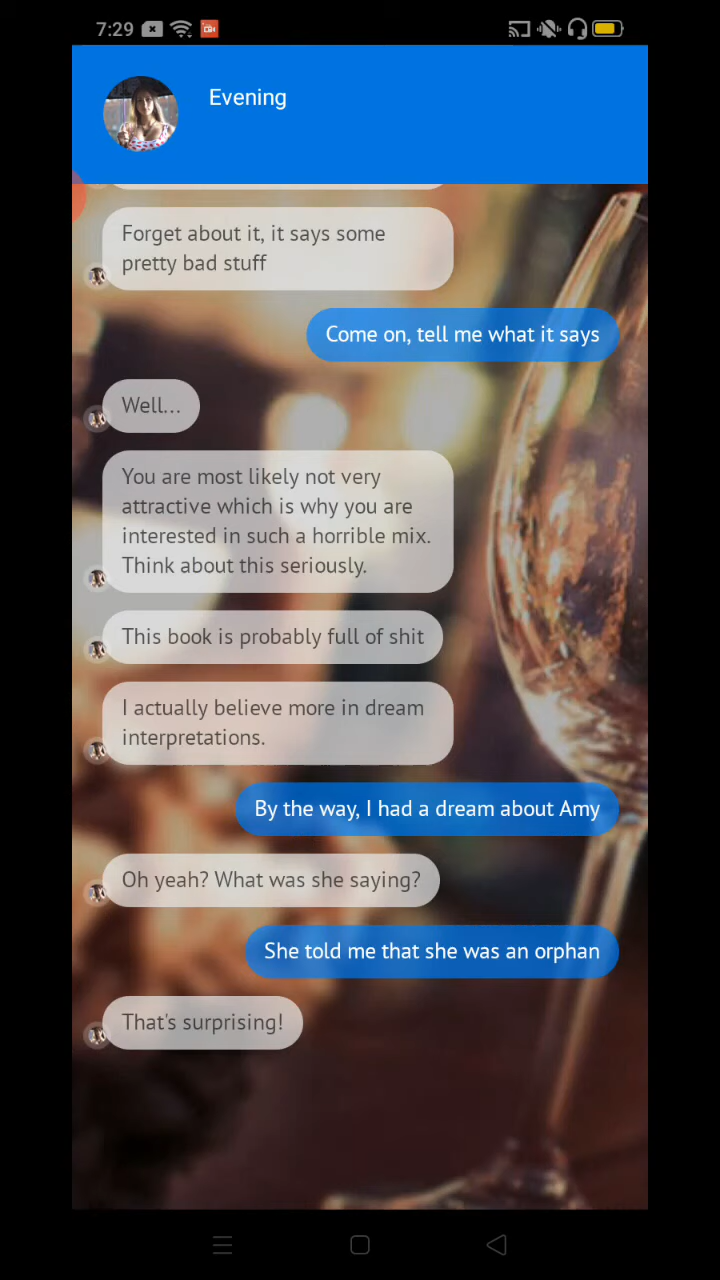 7:29
Evening
Forget about it, it says some
pretty bad stuff
Come on, tell me what it says
Well...
You are most likely not very
attractive which is why you are
interested in such a horrible mix.
Think about this seriously.
This book is probably full of shit
I actually believe more in dream
interpretations.
By the way, I had a dream about Amy
Oh yeah? What was she saying?
She told me that she was an orphan
That's surprising!